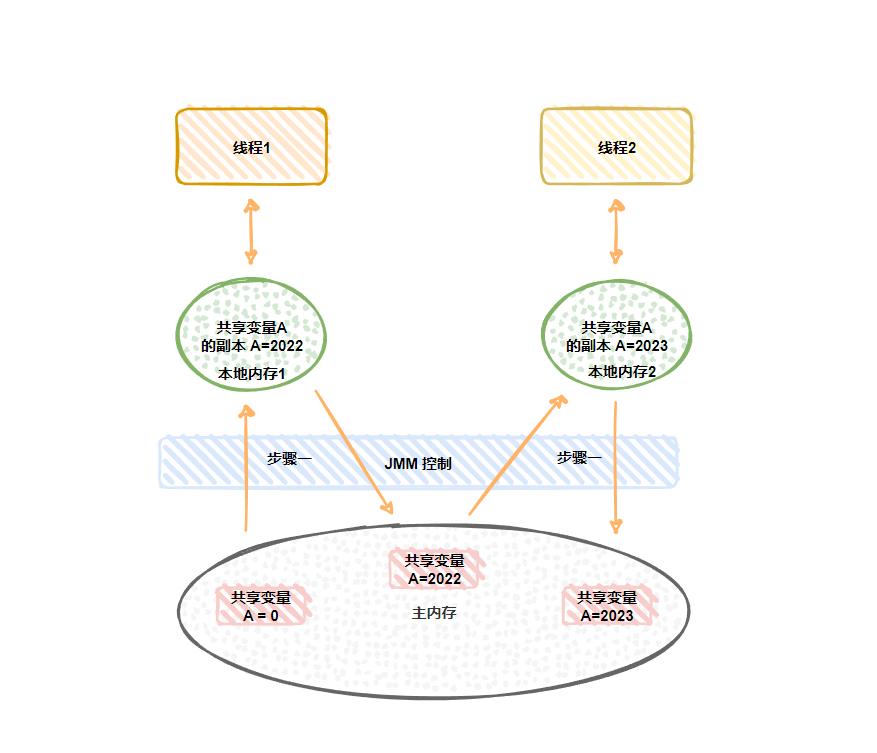 线程1
线程2
共享变量A
的副本 A=2022
本地内存1
共享变量A
的副本 A=2023
本地内存2
步骤一
JMM 控制
步骤一
共享变量
A=2022
共享变量
A = 0
主内存
共享变量
A=2023